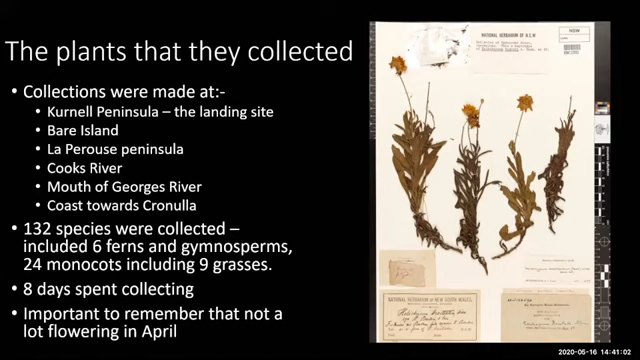 The plants that they collected
• Collections were made at:-
• Kurnell Peninsula – the landing site
• Bare Island
• La Perouse peninsula
• Cooks River
• Mouth of Georges River
• Coast towards Cronulla
• 132 species were collected –
included 6 ferns and gymnosperms,
24 monocots including 9 grasses.
• 8 days spent collecting
• Important to remember that not a
lot flowering in April
NATIONAL HERBARIUM OF N.S.W.
NATIONAL HERBARIUM OF NEW SOUTH WALES,
2020-05-16 14:41:02